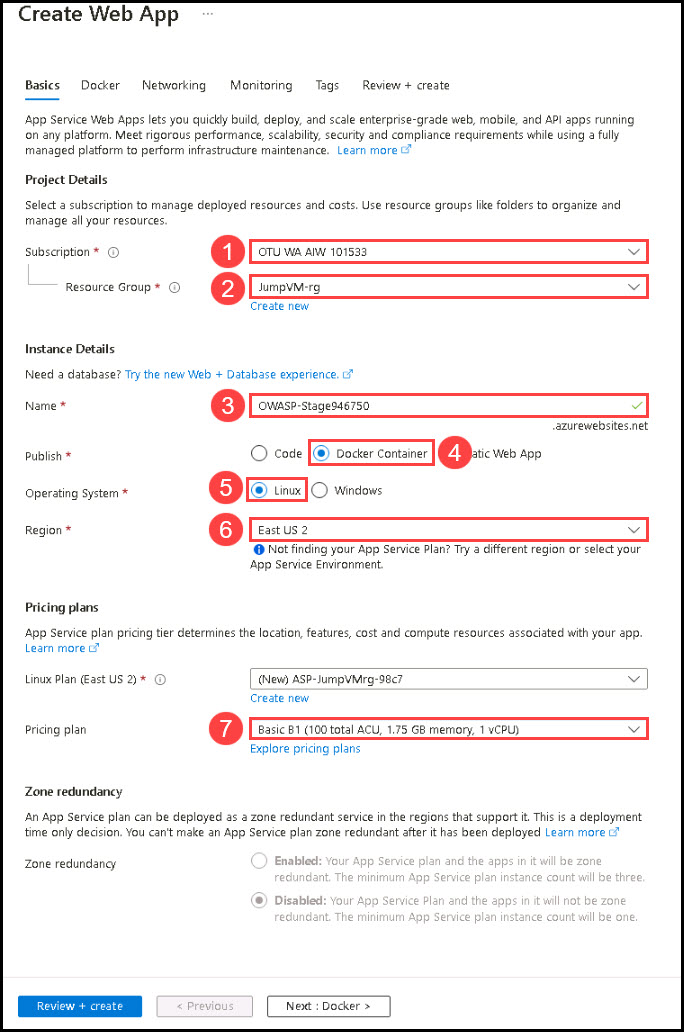 Create Web App ...
Basics Docker Networking Monitoring Tags Review + create
App Service Web Apps lets you quickly build, deploy, and scale enterprise-grade web, mobile, and API apps running
on any platform. Meet rigorous performance, scalability, security and compliance requirements while using a fully
managed platform to perform infrastructure maintenance. Learn more
Project Details
Select a subscription to manage deployed resources and costs. Use resource groups like folders to organize and
manage all your resources.
Subscription * 1 OTU WA AIW 101533
Resource Group * 2 JumpVM-rg
Create new
Instance Details
Need a database? Try the new Web + Database experience.
Name * 3 OWASP-Stage946750
.azurewebsites.net
Publish * Code Docker Container 4 atic Web App
Operating System * 5 Linux Windows
Region * 6 East US 2
Not finding your App Service Plan? Try a different region or select your
App Service Environment.
Pricing plans
App Service plan pricing tier determines the location, features, cost and compute resources associated with your app.
Learn more
Linux Plan (East US 2) * (New) ASP-JumpVMrg-98c7
Create new
Pricing plan 7 Basic B1 (100 total ACU, 1.75 GB memory, 1 vCPU)
Explore pricing plans
Zone redundancy
An App Service plan can be deployed as a zone redundant service in the regions that support it. This is a deployment
time only decision. You can't make an App Service plan zone redundant after it has been deployed Learn more
Zone redundancy Enabled: Your App Service plan and the apps in it will be zone
redundant. The minimum App Service plan instance count will be three.
Disabled: Your App Service Plan and the apps in it will not be zone
redundant. The minimum App Service plan instance count will be one.
Review + create < Previous Next : Docker >